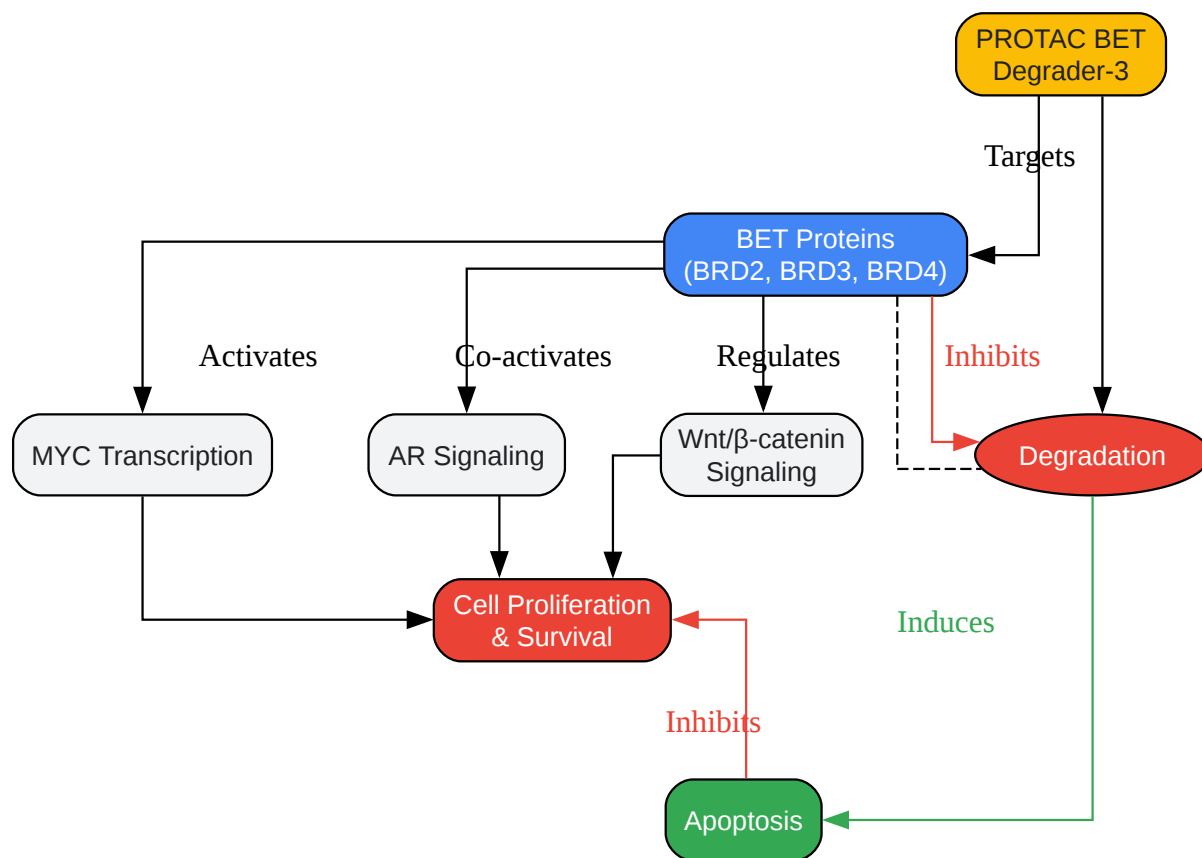 PROTAC BET
Degrader-3
Targets
BET Proteins
(BRD2, BRD3, BRD4)
Activates
Co-activates
Regulates
Inhibits
MYC Transcription
AR Signaling
Wnt/β-catenin
Signaling
Degradation
Cell Proliferation
& Survival
Induces
Inhibits
Apoptosis